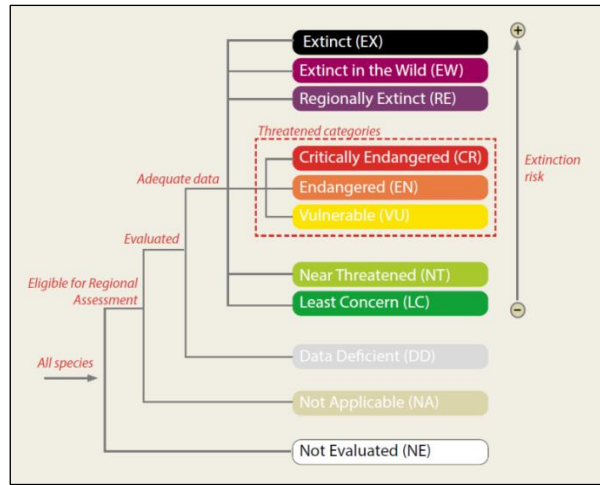 Extinct (EX)
Extinct in the Wild (EW)
Regionally Extinct (RE)
Threatened categories
Critically Endangered (CR)
Adequate data
Extinction
risk
Endangered (EN)
Vulnerable (VU)
Evaluated
Near Threatened (NT)
Eligible for Regional
Assessment
Least Concern (LC)
All species
Data Deficient (DD)
Not Applicable (NA)
Not Evaluated (NE)